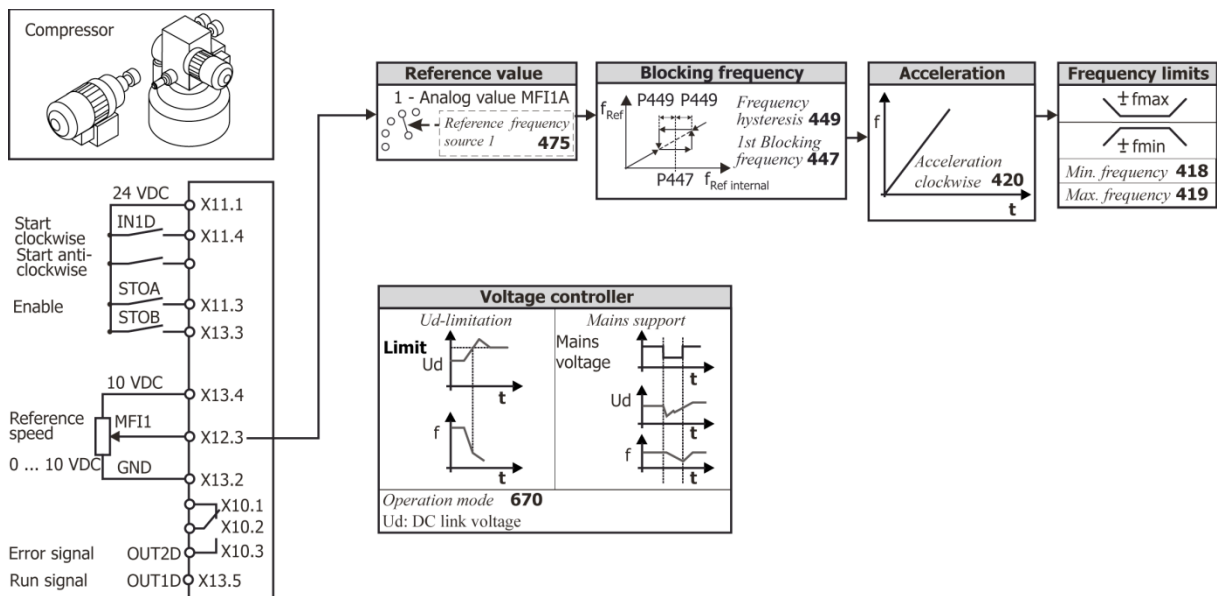 Compressor
24 VDC
X11.1
Start
clockwise
IN1D
X11.4
Start anti-
clockwise
Enable
STOA
X11.3
STOB
X13.3
10 VDC
X13.4
Reference
speed
MFI1
X12.3
0 ... 10 VDC
GND
X13.2
X10.1
X10.2
Error signal
OUT2D
X10.3
Run signal
OUT1D
X13.5
Reference value
1 - Analog value MFI1A
Reference frequency
source 1 475
Blocking frequency
P449 P449
fRef
Frequency
hysteresis 449
1st Blocking
frequency 447
P447
fRef internal
Acceleration
f
Acceleration
clockwise 420
t
Frequency limits
± fmax
± fmin
Min. frequency 418
Max. frequency 419
Voltage controller
Ud-limitation
Limit
Ud
t
f
t
Mains support
Mains
voltage
t
Ud
t
f
t
Operation mode 670
Ud: DC link voltage